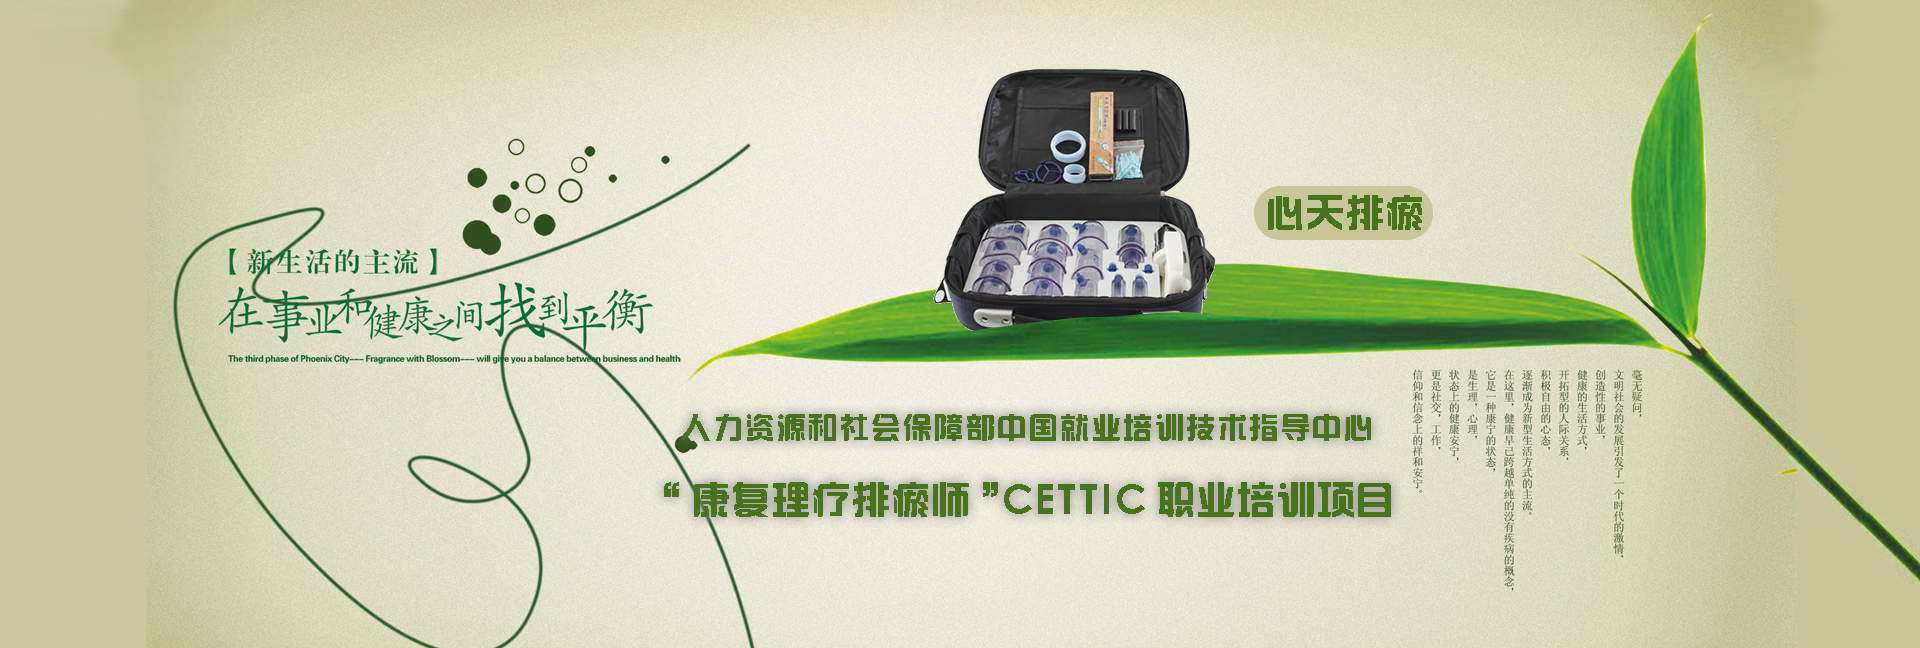 【新生活的主流】
在事业和健康之间找到平衡
The third phase of Phoenix City--- Fragrance with Blossom--- will give you a balance between business and health
心天排瘀
人力资源和社会保障部中国就业培训技术指导中心
“康复理疗排瘀师”CETTIC 职业培训项目
毫无疑问，
文明社会的发展引发了一个时代的激情，
创造性的事业，
健康的生活方式，
开拓型的人际关系，
积极自由的心态，
逐渐成为新型生活方式的主流。
在这里，健康早已跨越单纯的没有疾病的概念，
它是一种康宁的状态，
是生理，心理，
状态上的健康安宁，
更是社交，工作，
信仰和信念上的祥和安宁。